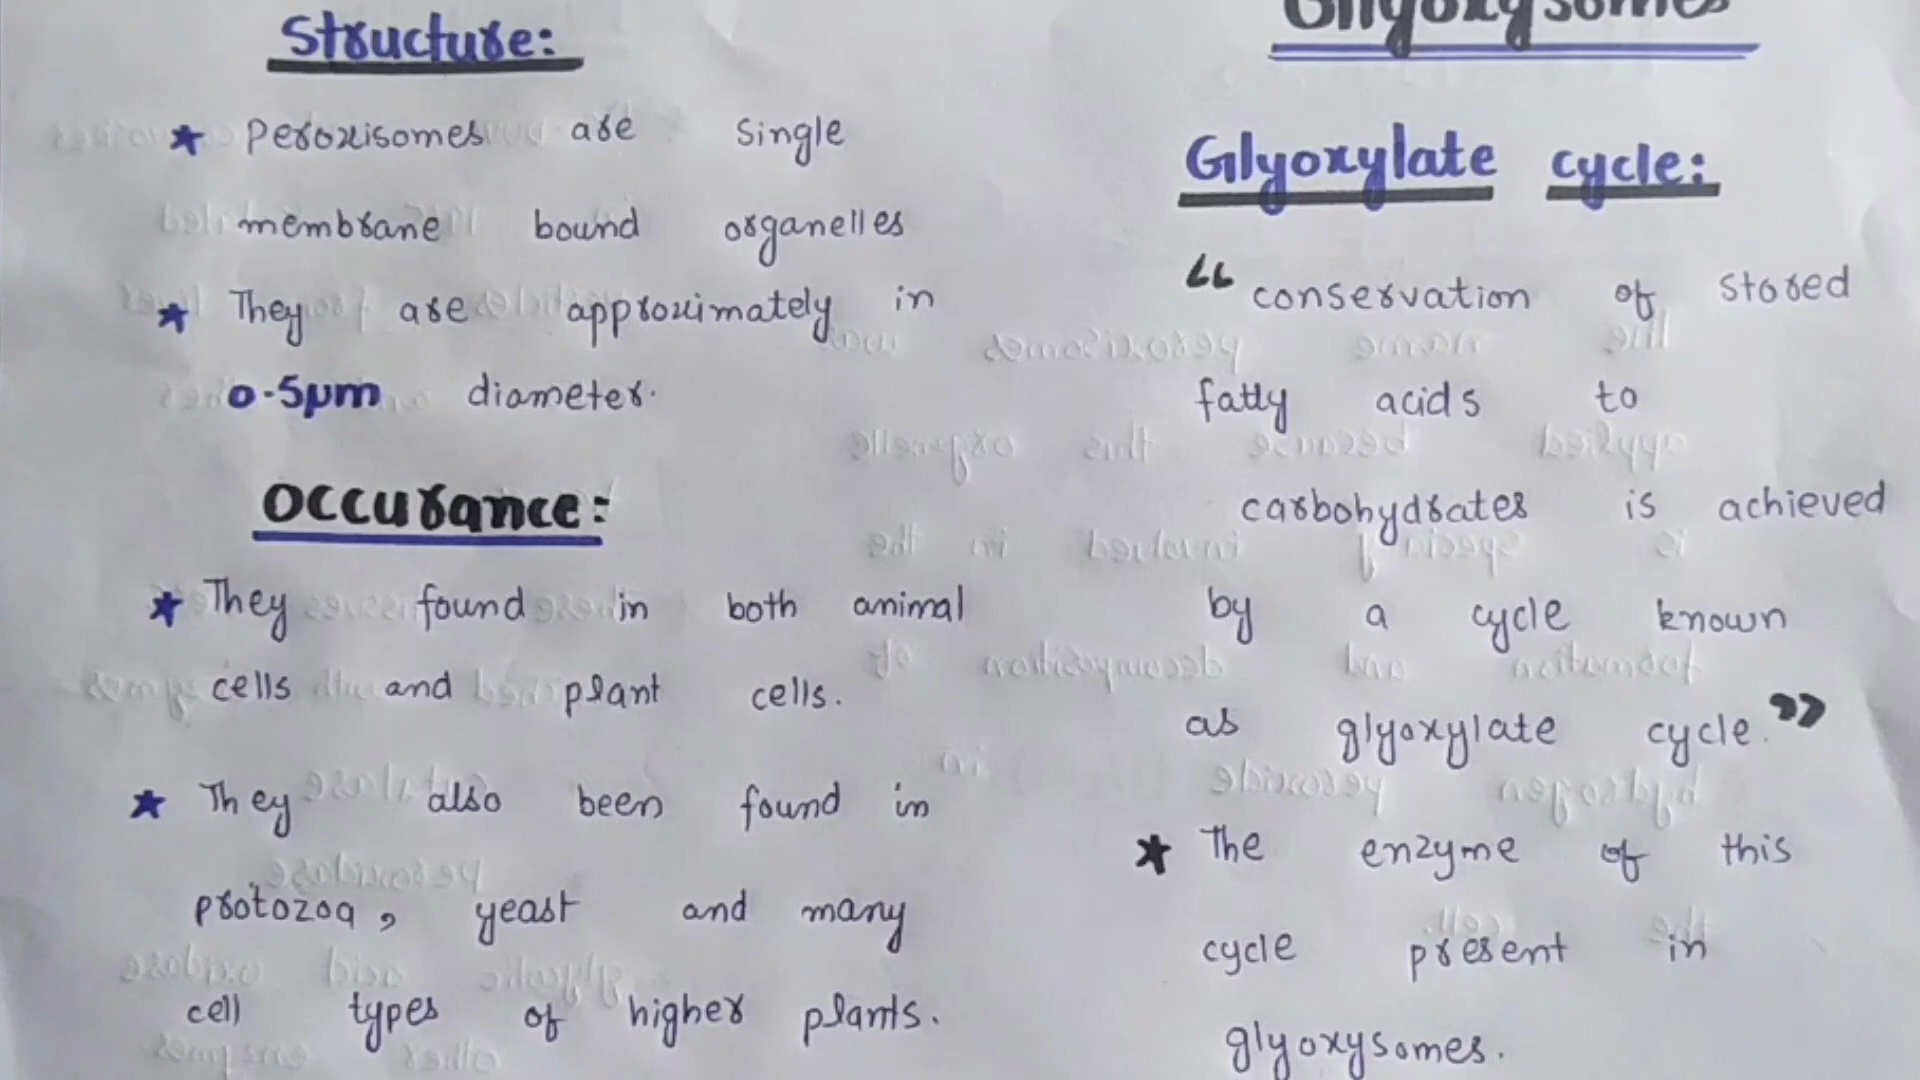 Structure:
★ Peroxisomes are single
membrane bound organelles
★ They are approximately in
0.5µm diameter.
Occurance:
★ They found in both animal
cells and plant cells.
★ They also been found in
protozoa, yeast and many
cell types of higher plants.
Glyoxysomes
Glyoxylate cycle:
“conservation of stored
fatty acids to
carbohydrates is achieved
by a cycle known
as glyoxylate cycle.”
★ The enzyme of this
cycle present in
glyoxysomes.